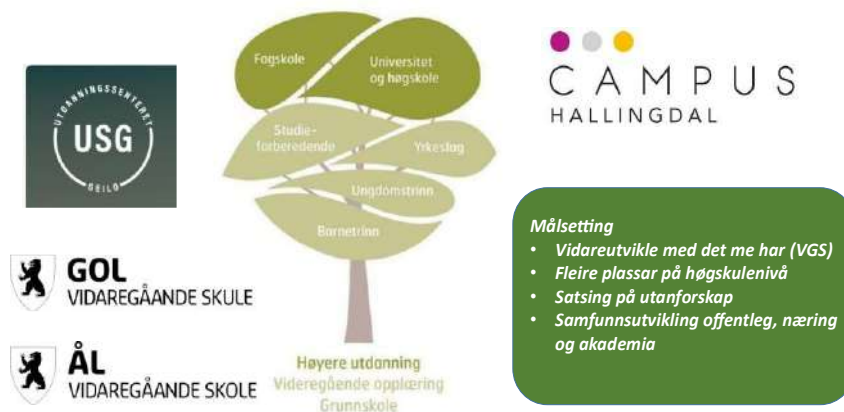 UTDANNINGSSENTERET
USG
GEILO
GOL
VIDAREGÅANDE SKULE
ÅL
VIDAREGÅANDE SKOLE
Fagskole
Universitet
og høgskole
Studie-
forberedende
Yrkesfag
Ungdomstrinn
Barnetrinn
Høyere utdanning
Videregående opplæring
Grunnskole
CAMPUS
HALLINGDAL
Målsetting
• Vidareutvikle med det me har (VGS)
• Fleire plassar på høgskulenivå
• Satsing på utanforskap
• Samfunnsutvikling offentleg, næring
og akademia